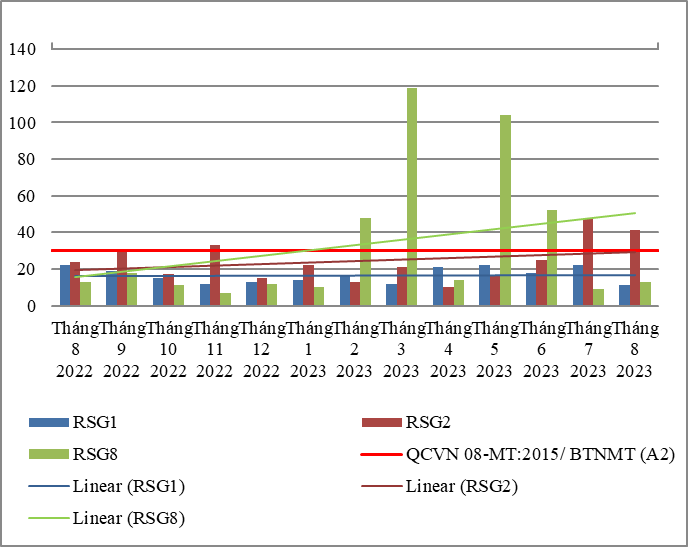 140
120
100
80
60
40
20
0
Tháng Tháng Tháng Tháng Tháng Tháng Tháng Tháng Tháng Tháng Tháng Tháng Tháng
8 9 10 11 12 1 2 3 4 5 6 7 8
2022 2022 2022 2022 2022 2023 2023 2023 2023 2023 2023 2023 2023
RSG1 RSG2
RSG8 QCVN 08-MT:2015/ BTNMT (A2)
Linear (RSG1) Linear (RSG2)
Linear (RSG8)